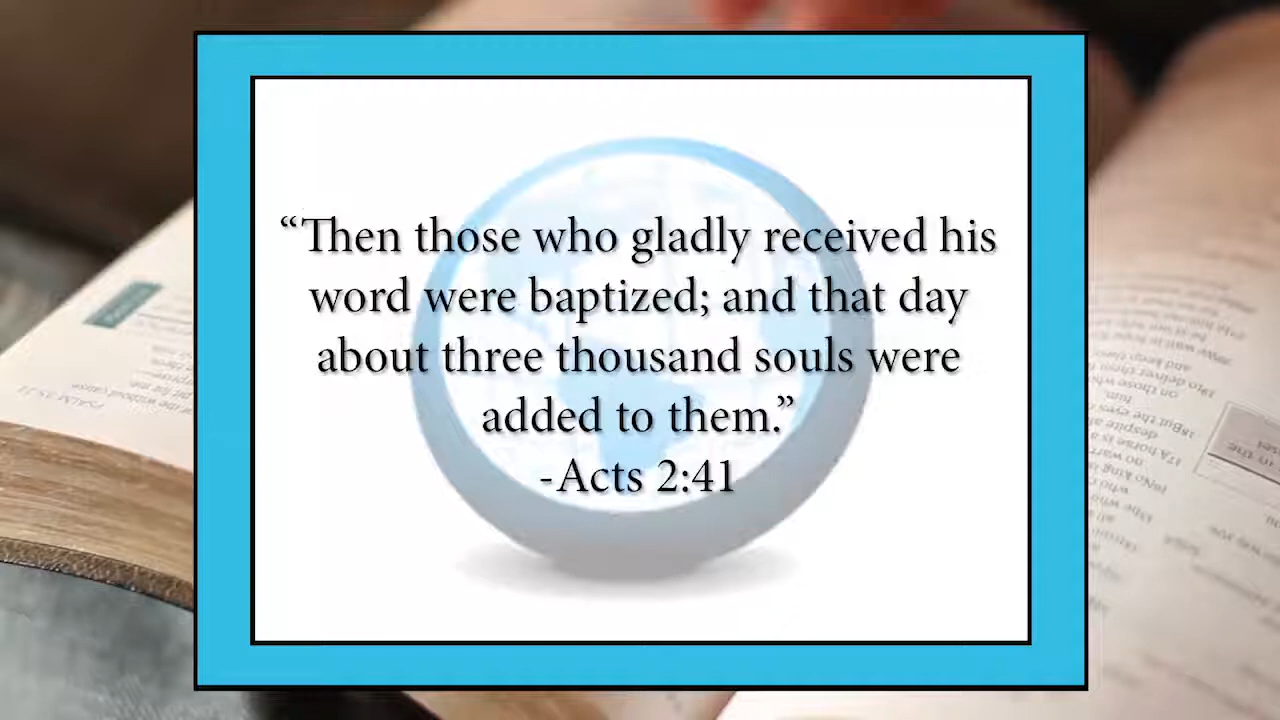 “Then those who gladly received his
word were baptized; and that day
about three thousand souls were
added to them.”
-Acts 2:41